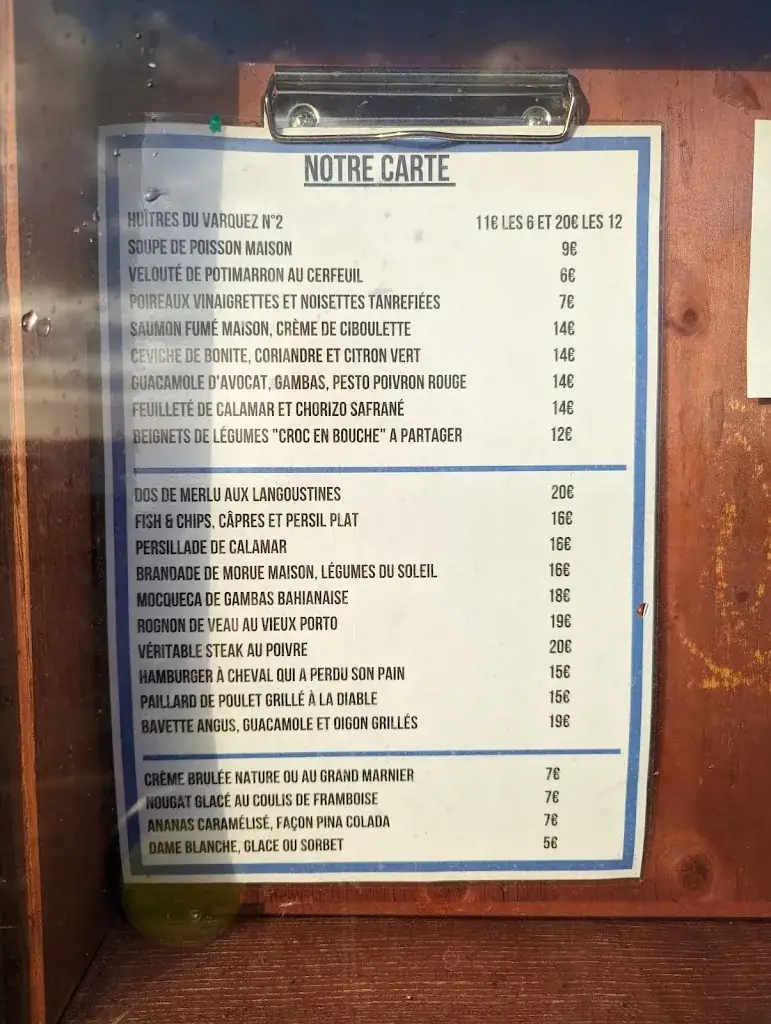 NOTRE CARTE
HUÎTRES DU VARQUEZ N°2 11€ LES 6 ET 20€ LES 12
SOUPE DE POISSON MAISON 9€
VELOUTÉ DE POTIMARRON AU CERFEUIL 6€
POIREAUX VINAIGRETTES ET NOISETTES TANREFIÉES 7€
SAUMON FUMÉ MAISON, CRÈME DE CIBOULETTE 14€
CEVICHE DE BONITE, CORIANDRE ET CITRON VERT 14€
GUACAMOLE D'AVOCAT, GAMBAS, PESTO POIVRON ROUGE 14€
FEUILLETÉ DE CALAMAR ET CHORIZO SAFRANÉ 14€
BEIGNETS DE LÉGUMES "CROC EN BOUCHE" A PARTAGER 12€
DOS DE MERLU AUX LANGOUSTINES 20€
FISH & CHIPS, CÂPRES ET PERSIL PLAT 16€
PERSILLADE DE CALAMAR 16€
BRANDADE DE MORUE MAISON, LÉGUMES DU SOLEIL 16€
MOCQUECA DE GAMBAS BAHIANAISE 18€
ROGNON DE VEAU AU VIEUX PORTO 19€
VÉRITABLE STEAK AU POIVRE 20€
HAMBURGER À CHEVAL QUI A PERDU SON PAIN 15€
PAILLARD DE POULET GRILLÉ À LA DIABLE 15€
BAVETTE ANGUS, GUACAMOLE ET OIGON GRILLÉS 19€
CRÈME BRULÉE NATURE OU AU GRAND MARNIER 7€
NOUGAT GLACÉ AU COULIS DE FRAMBOISE 7€
ANANAS CARAMÉLISÉ, FAÇON PINA COLADA 7€
DAME BLANCHE, GLACE OU SORBET 5€